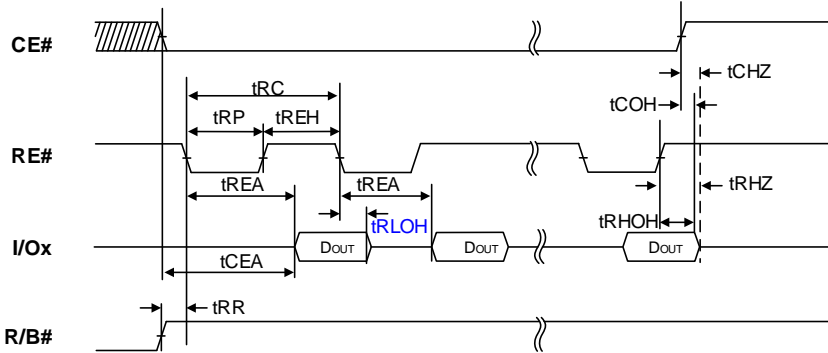 CE#
tCHZ
tRC
tCOH
tRP
tREH
RE#
tREA
tREA
tRHZ
tRLOH
tRHOH
I/Ox
DOUT
DOUT
DOUT
tCEA
tRR
R/B#